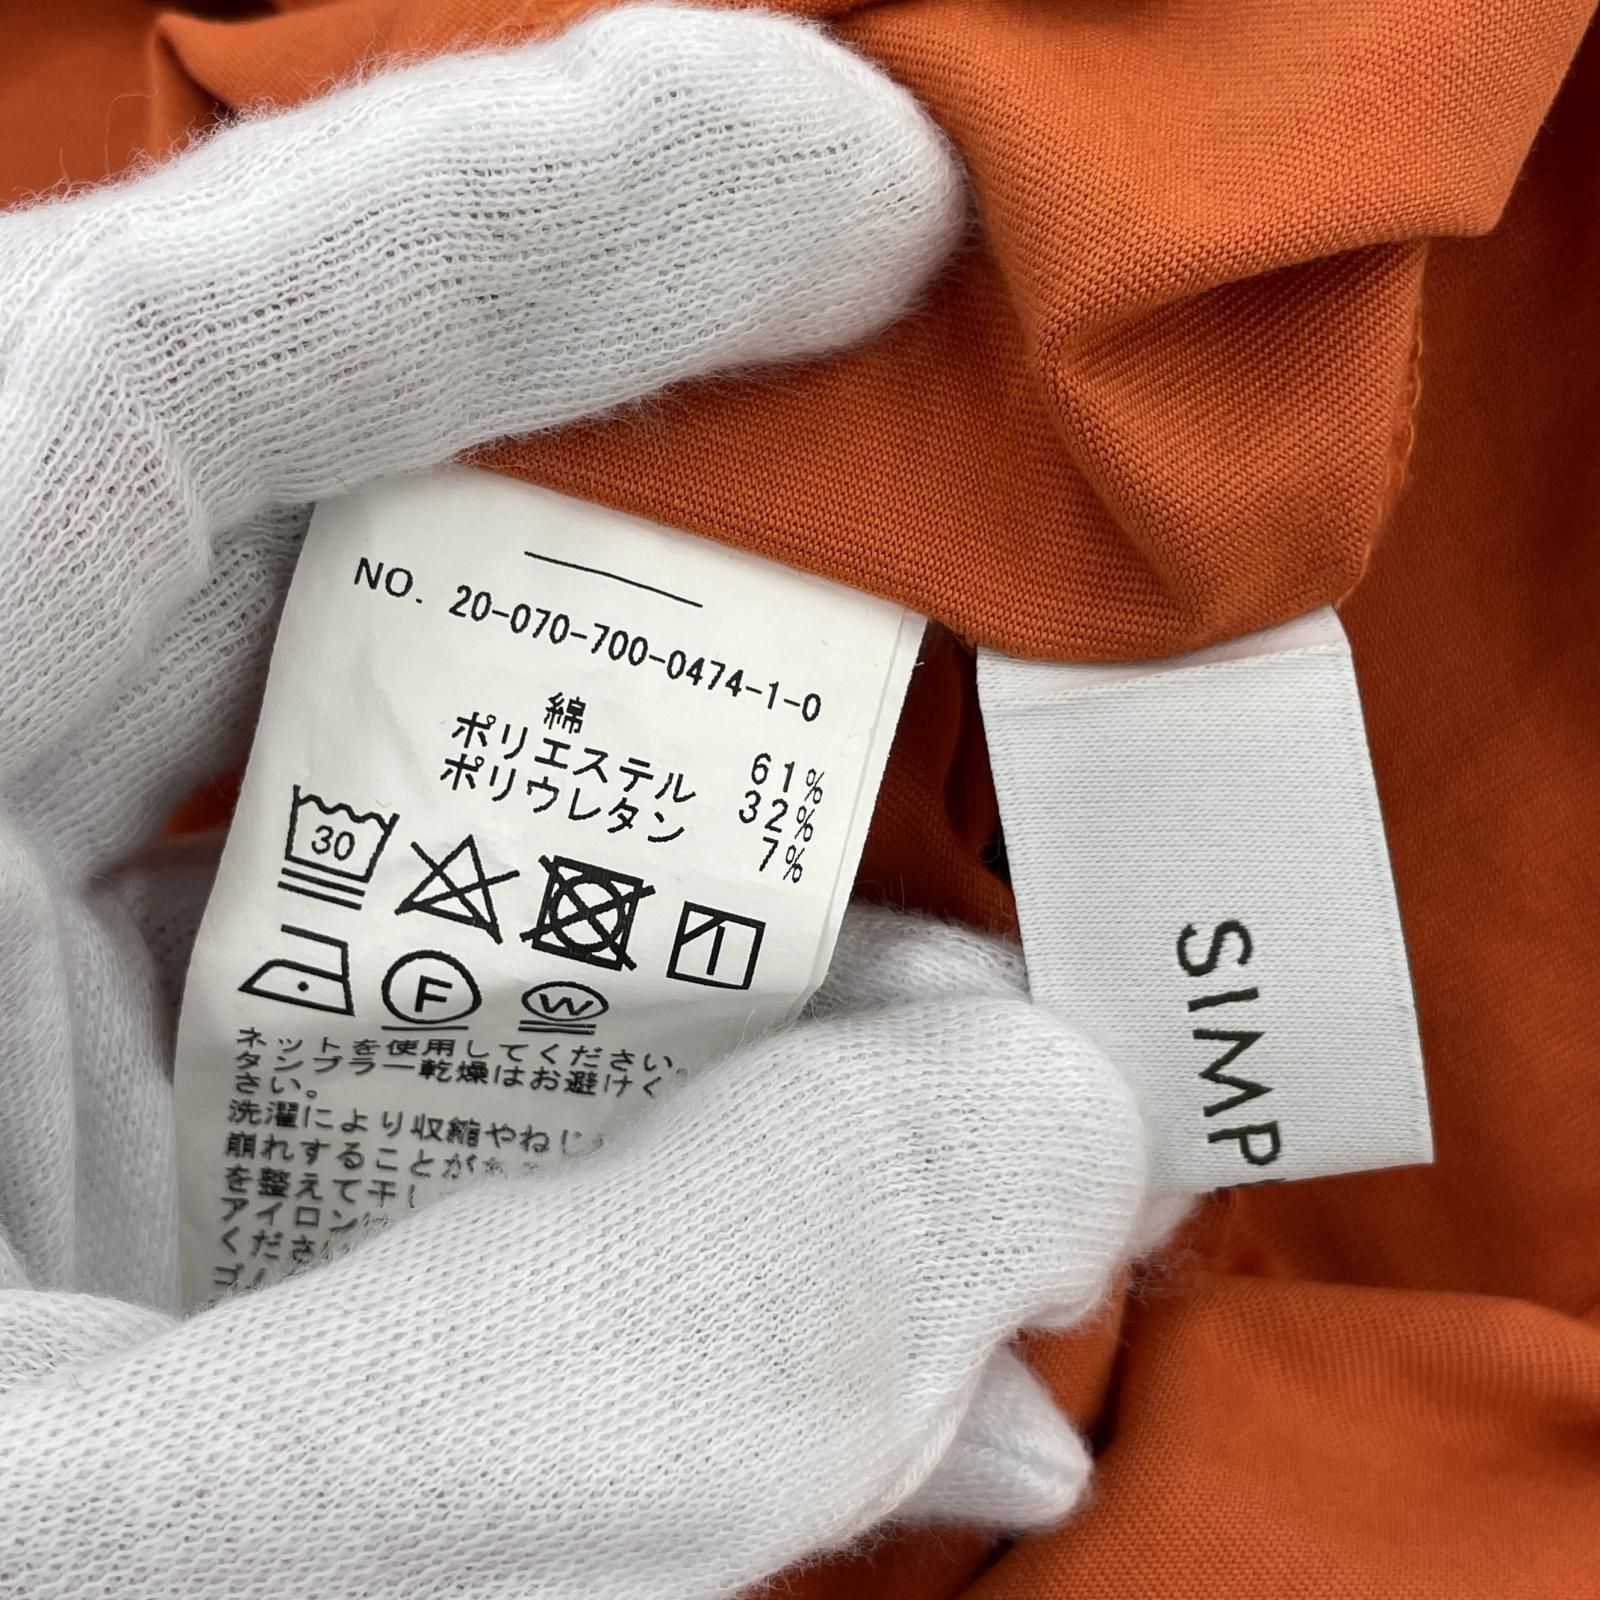 NO. 20-070-700-0474-1-0
綿 61%
ポリエステル 32%
ポリウレタン 7%
30
F
W
ネットを使用してください。
タンブラー乾燥はお避けく
さい。
洗濯により収縮やねじ
崩れすることが
を整えて干し
アイロン
くださ
SIMP